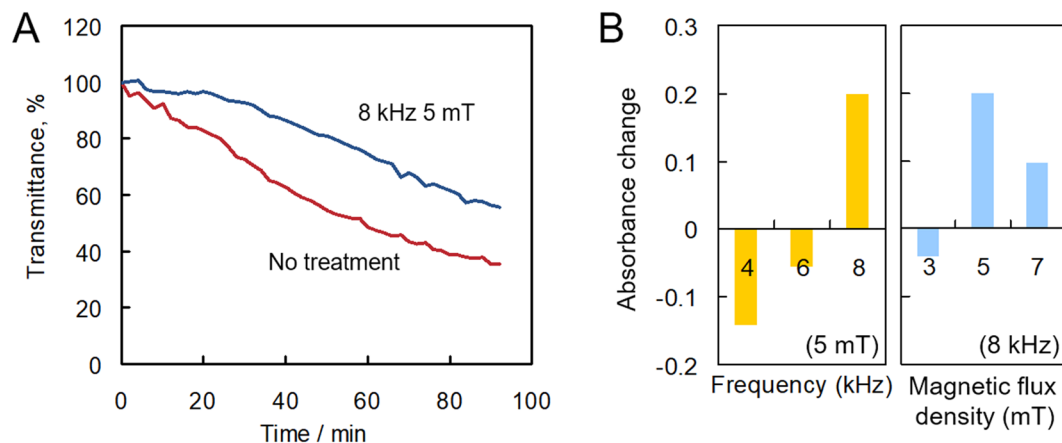 A
120
100
80
60
40
20
0
Transmittance, %
8 kHz 5 mT
No treatment
0 20 40 60 80 100
Time / min
B
0.3
0.2
0.1
0
-0.1
-0.2
Absorbance change
4 6 8
(5 mT)
Frequency (kHz)
3 5 7
(8 kHz)
Magnetic flux
density (mT)